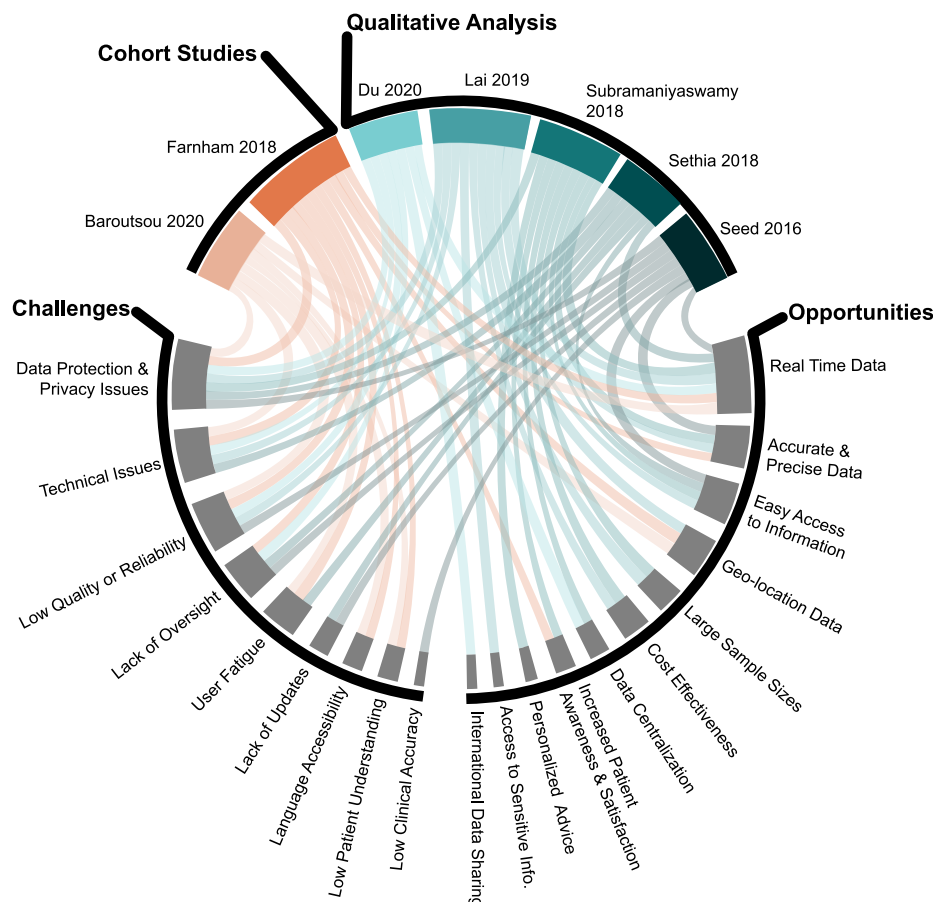 Qualitative Analysis
Cohort Studies
Du 2020
Lai 2019
Subramaniyaswamy
2018
Farnham 2018
Sethia 2018
Baroutsou 2020
Seed 2016
Challenges
Opportunities
Data Protection &
Privacy Issues
Technical Issues
Low Quality or Reliability
Lack of Oversight
User Fatigue
Lack of Updates
Language Accessibility
Low Patient Understanding
Low Clinical Accuracy
International Data Sharing
Access to Sensitive Info.
Personalized Advice
Increased Patient
Awareness & Satisfaction
Data Centralization
Cost Effectiveness
Large Sample Sizes
Geo-location Data
Easy Access
to Information
Accurate &
Precise Data
Real Time Data